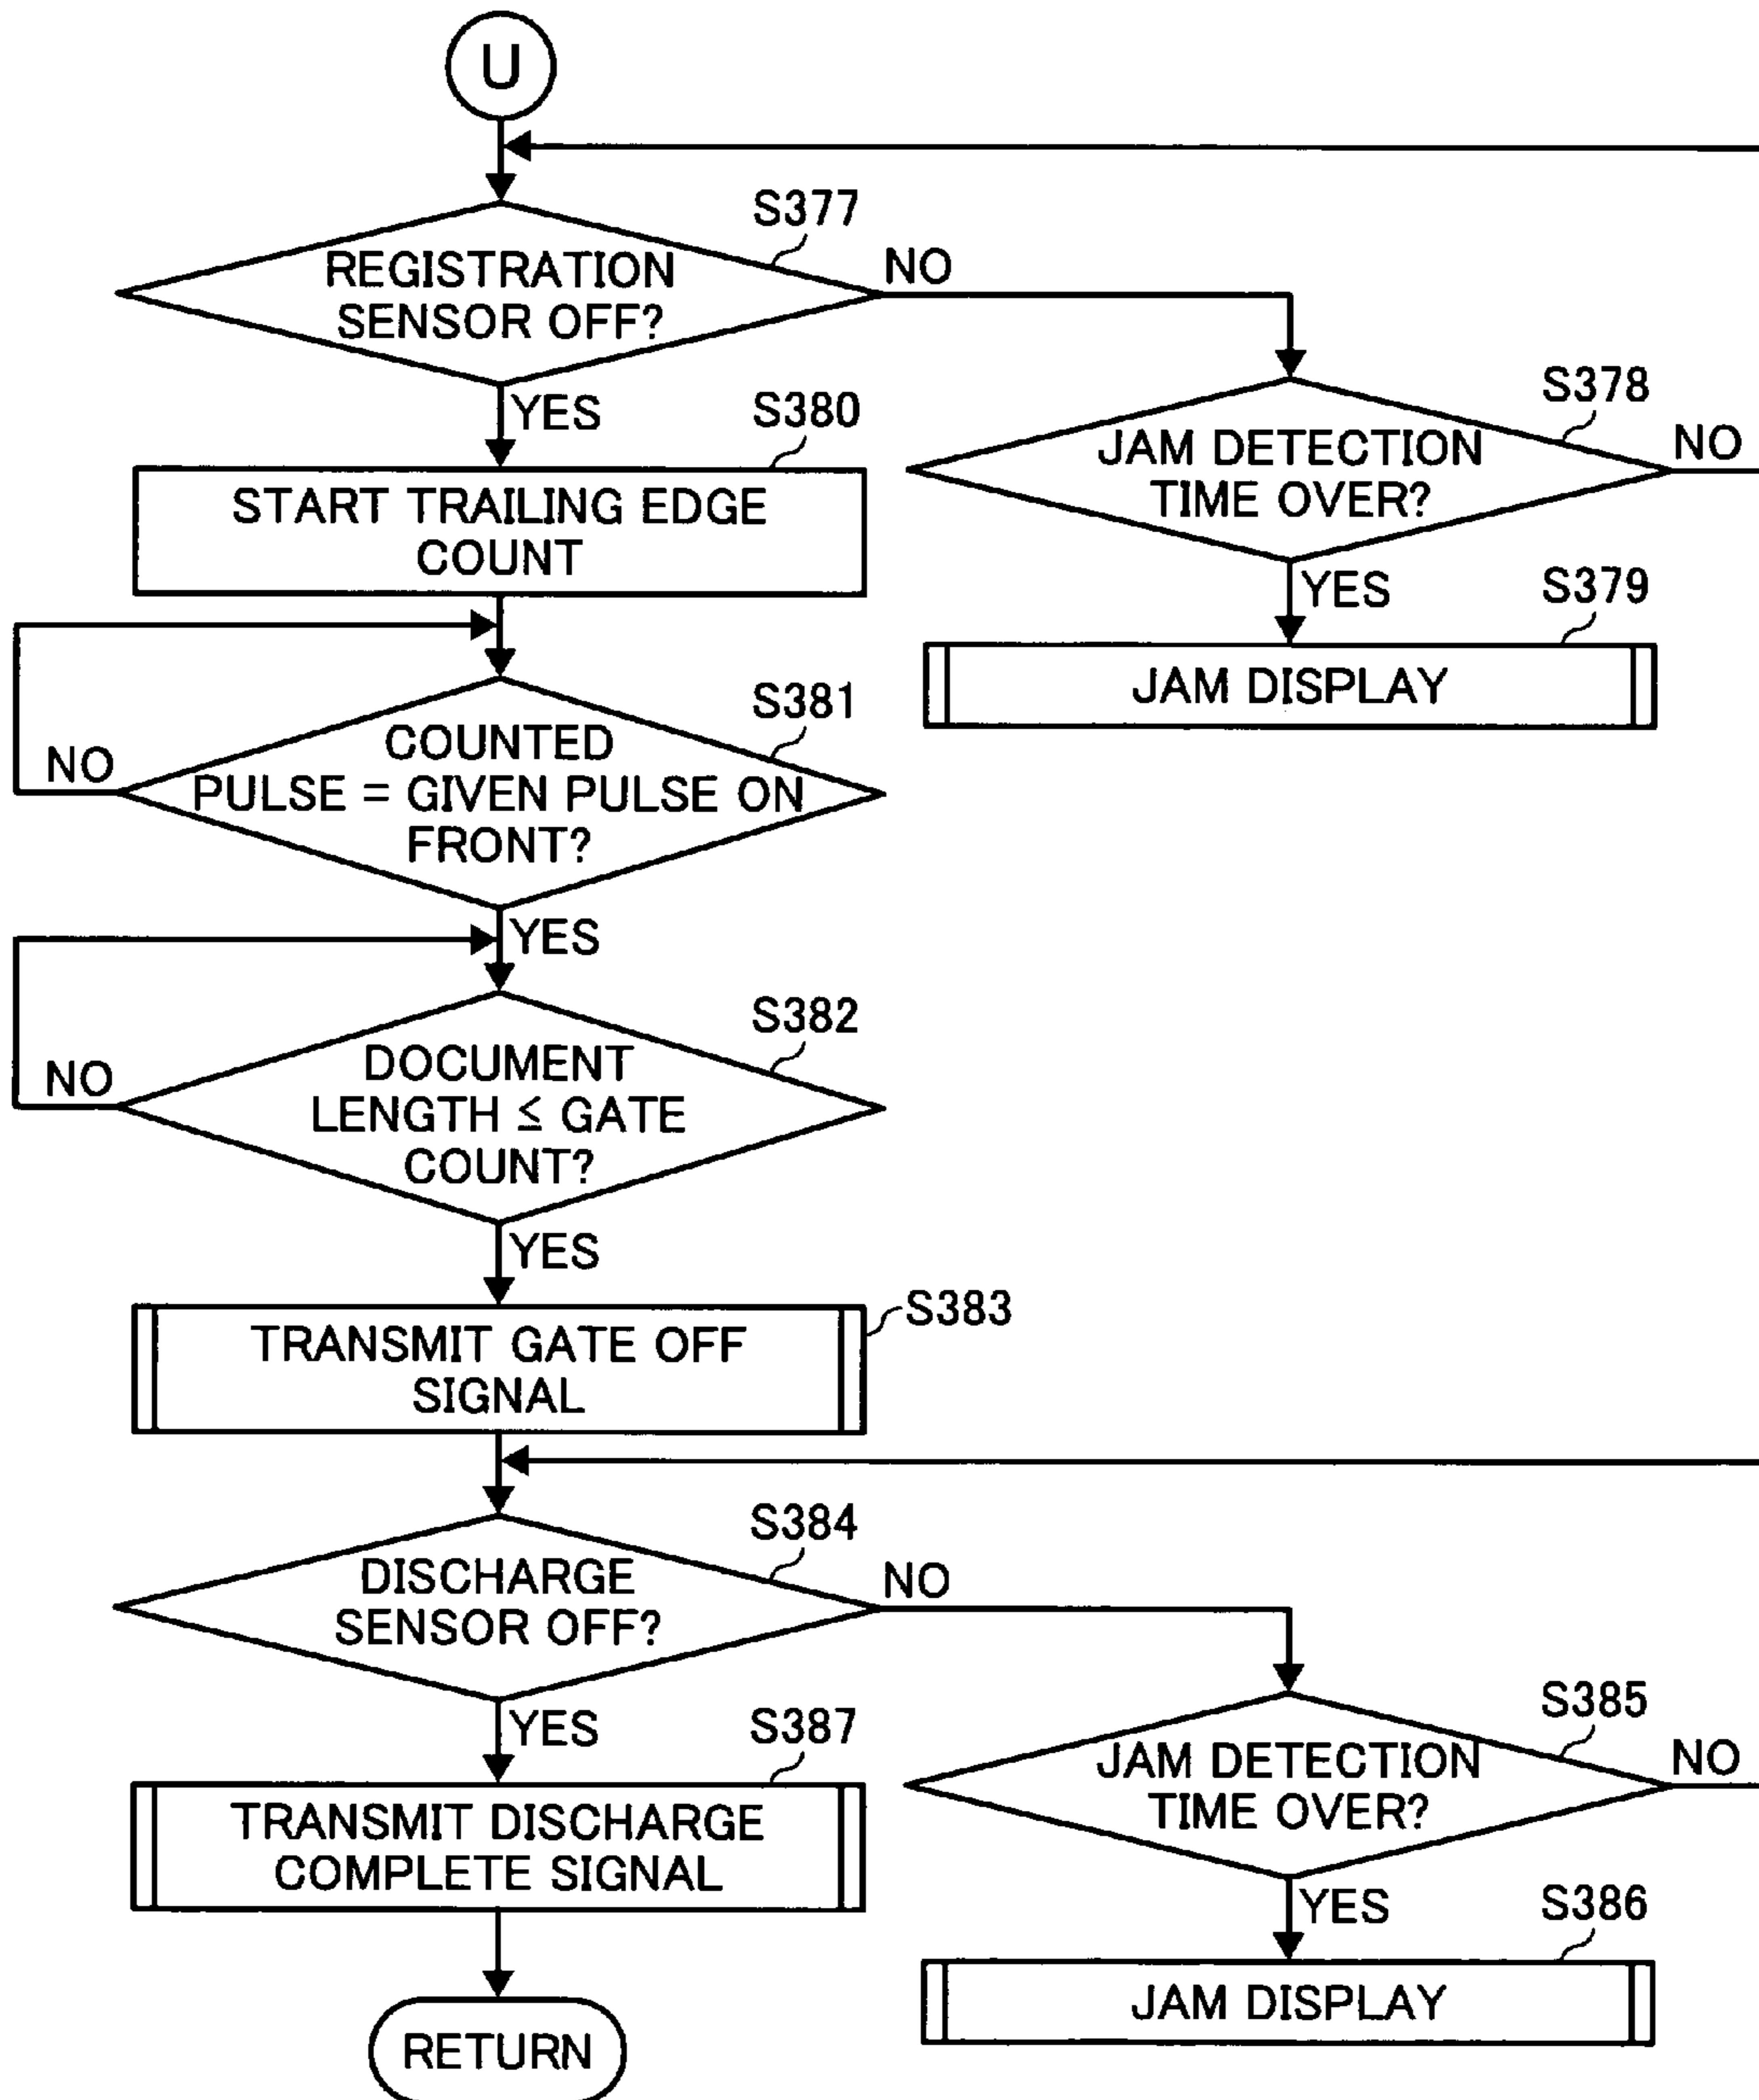 U
S377
REGISTRATION
SENSOR OFF?
NO
YES
S378
JAM DETECTION
TIME OVER?
NO
YES
S379
JAM DISPLAY
S380
START TRAILING EDGE
COUNT
S381
COUNTED
PULSE = GIVEN PULSE ON
FRONT?
NO
YES
S382
DOCUMENT
LENGTH ≤ GATE
COUNT?
NO
YES
S383
TRANSMIT GATE OFF
SIGNAL
S384
DISCHARGE
SENSOR OFF?
NO
YES
S385
JAM DETECTION
TIME OVER?
NO
YES
S386
JAM DISPLAY
S387
TRANSMIT DISCHARGE
COMPLETE SIGNAL
RETURN